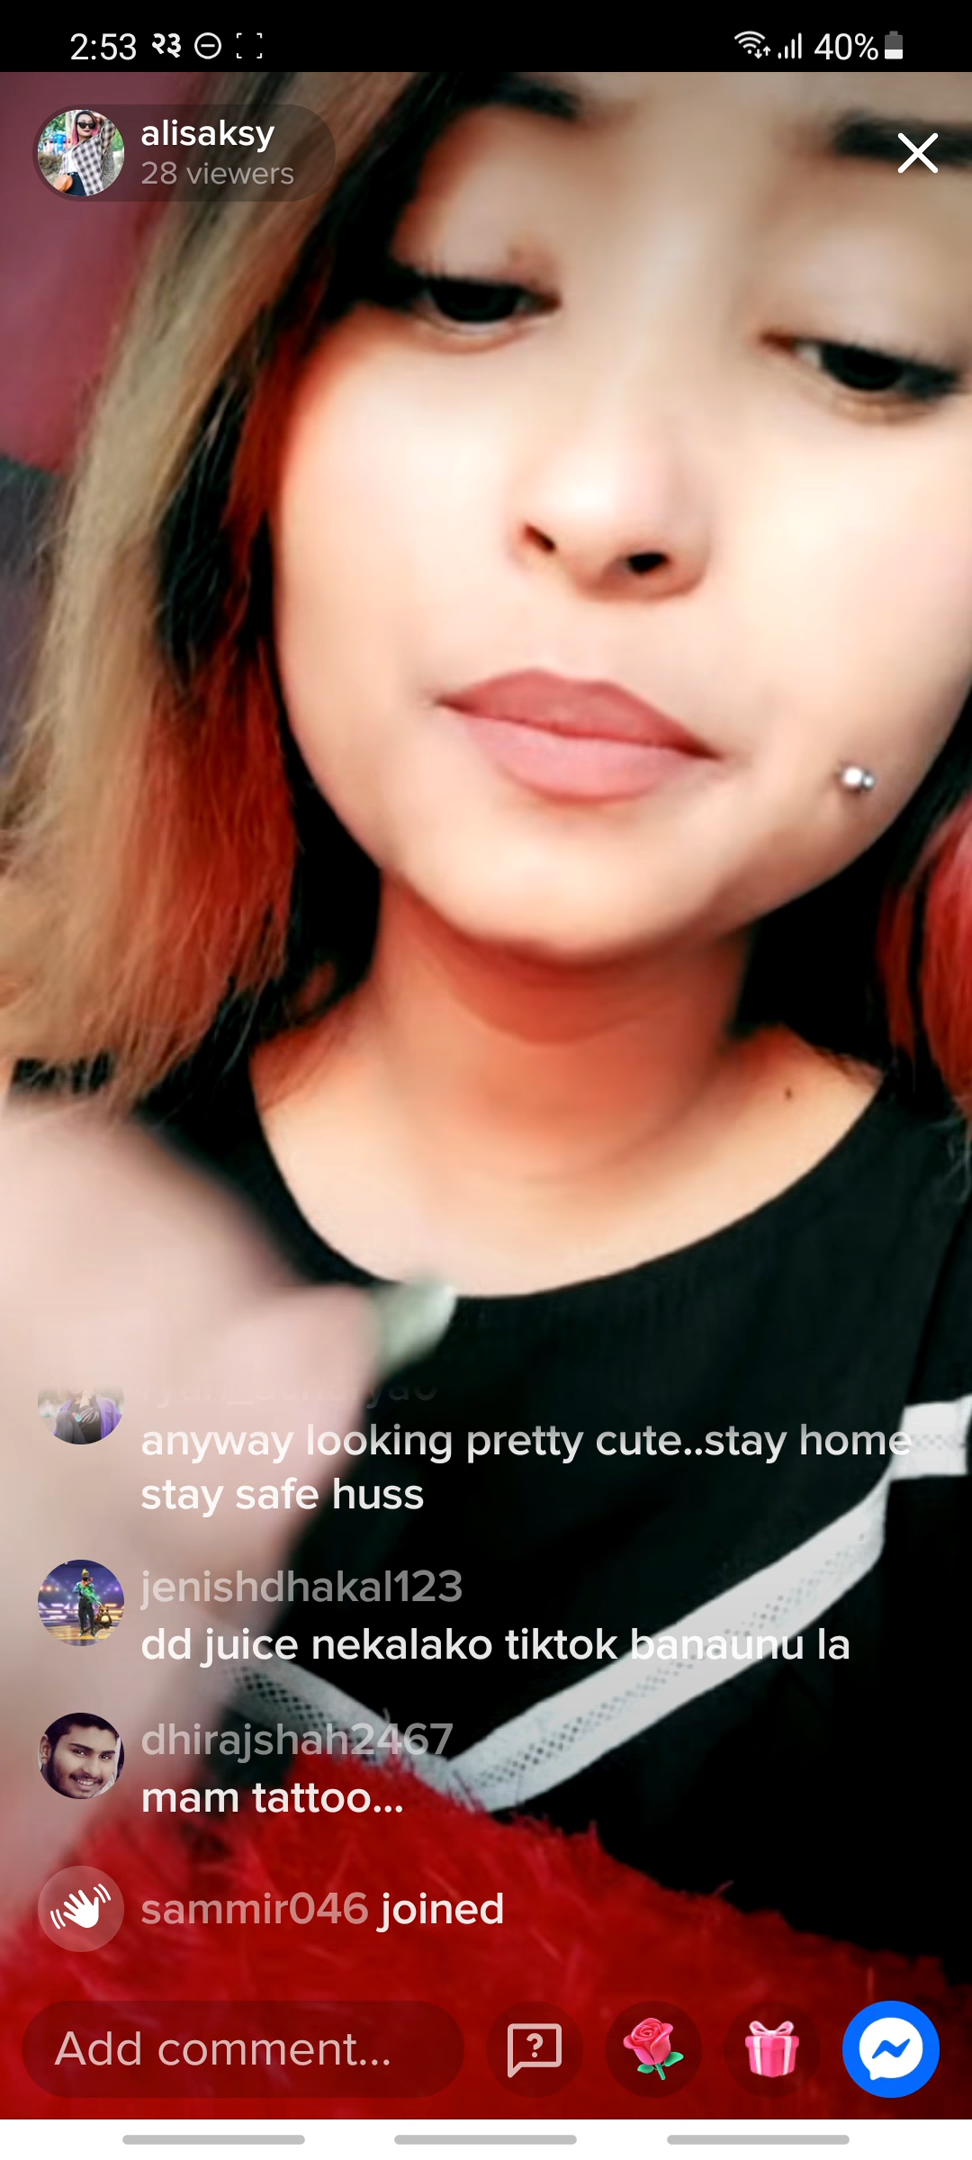 2:53 २३ 40%
alisaksy
28 viewers
anyway looking pretty cute..stay home
stay safe huss
jenishdhakal123
dd juice nekalako tiktok banaunu la
dhirajshah2467
mam tattoo...
sammir046 joined
Add comment...